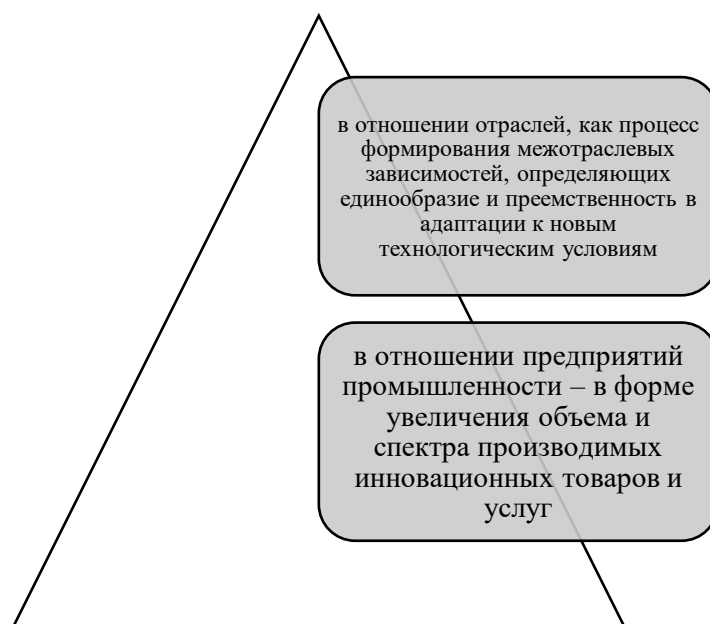 в отношении отраслей, как процесс
формирования межотраслевых
зависимостей, определяющих
единообразие и преемственность в
адаптации к новым
технологическим условиям
в отношении предприятий
промышленности – в форме
увеличения объема и
спектра производимых
инновационных товаров и
услуг